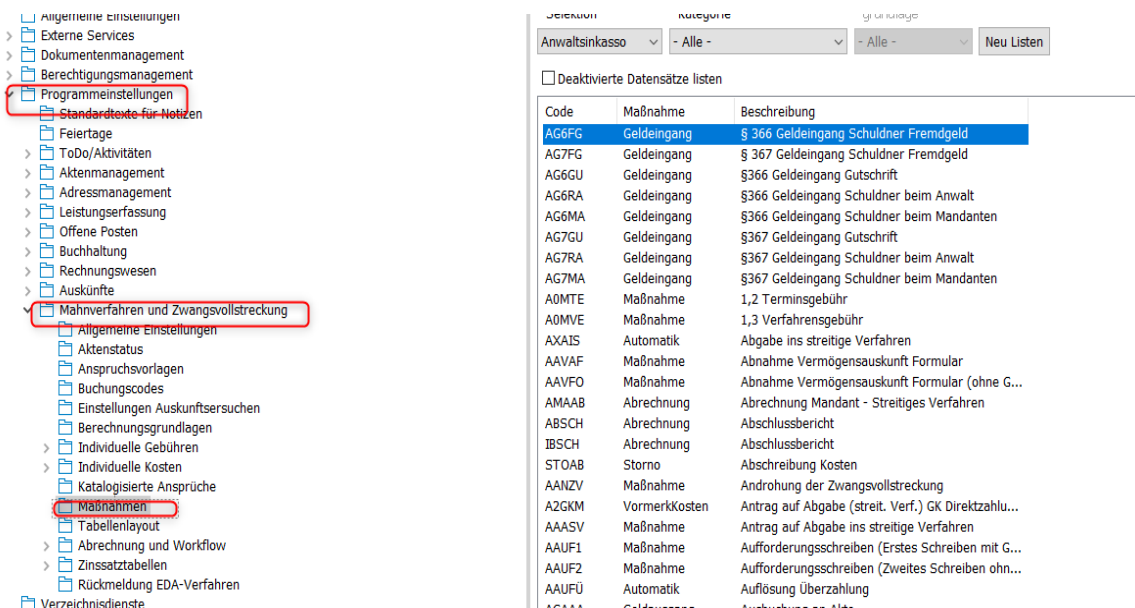 Allgemeine Einstellungen
Externe Services
Dokumentenmanagement
Berechtigungsmanagement
Programmeinstellungen
Standardtexte für Notizen
Feiertage
ToDo/Aktivitäten
Aktenmanagement
Adressmanagement
Leistungserfassung
Offene Posten
Buchhaltung
Rechnungswesen
Auskünfte
Mahnverfahren und Zwangsvollstreckung
Allgemeine Einstellungen
Aktenstatus
Anspruchsvorlagen
Buchungscodes
Einstellungen Auskunftsersuchen
Berechnungsgrundlagen
Individuelle Gebühren
Individuelle Kosten
Katalogisierte Ansprüche
Maßnahmen
Tabellenlayout
Abrechnung und Workflow
Zinssatztabellen
Rückmeldung EDA-Verfahren
Verzeichnisdienste
Selektion Kategorie grundlage
Anwaltsinkasso - Alle - - Alle - Neu Listen
Deaktivierte Datensätze listen
Code Maßnahme Beschreibung
AG6FG Geldeingang § 366 Geldeingang Schuldner Fremdgeld
AG7FG Geldeingang § 367 Geldeingang Schuldner Fremdgeld
AG6GU Geldeingang §366 Geldeingang Gutschrift
AG6RA Geldeingang §366 Geldeingang Schuldner beim Anwalt
AG6MA Geldeingang §366 Geldeingang Schuldner beim Mandanten
AG7GU Geldeingang §367 Geldeingang Gutschrift
AG7RA Geldeingang §367 Geldeingang Schuldner beim Anwalt
AG7MA Geldeingang §367 Geldeingang Schuldner beim Mandanten
A0MTE Maßnahme 1,2 Terminsgebühr
A0MVE Maßnahme 1,3 Verfahrensgebühr
AXAIS Automatik Abgabe ins streitige Verfahren
AAVAF Maßnahme Abnahme Vermögensauskunft Formular
AAVFO Maßnahme Abnahme Vermögensauskunft Formular (ohne G...
AMAAB Abrechnung Abrechnung Mandant - Streitiges Verfahren
ABSCH Abrechnung Abschlussbericht
IBSCH Abrechnung Abschlussbericht
STOAB Storno Abschreibung Kosten
AANZV Maßnahme Androhung der Zwangsvollstreckung
A2GKM VormerkKosten Antrag auf Abgabe (streit. Verf.) GK Direktzahlu...
AAASV Maßnahme Antrag auf Abgabe ins streitige Verfahren
AAUF1 Maßnahme Aufforderungsschreiben (Erstes Schreiben mit G...
AAUF2 Maßnahme Aufforderungsschreiben (Zweites Schreiben ohn...
AAUFÜ Automatik Auflösung Überzahlung